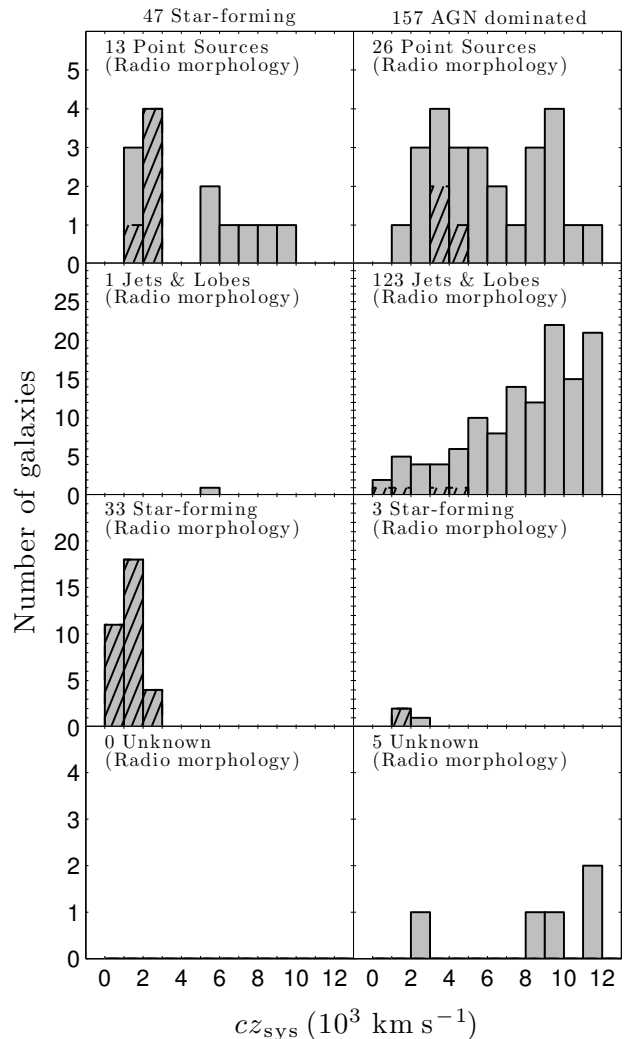 47 Star-forming
157 AGN dominated
13 Point Sources
(Radio morphology)
26 Point Sources
(Radio morphology)
6
5
4
3
2
1
0
1 Jets & Lobes
(Radio morphology)
123 Jets & Lobes
(Radio morphology)
25
20
15
10
5
0
33 Star-forming
(Radio morphology)
3 Star-forming
(Radio morphology)
20
15
10
5
0
0 Unknown
(Radio morphology)
5 Unknown
(Radio morphology)
4
3
2
1
0
Number of galaxies
0 2 4 6 8 10 12
0 2 4 6 8 10 12
cz_sys (10³ km s⁻¹)